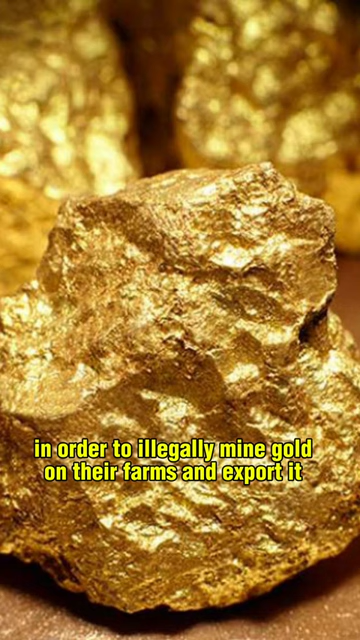 in order to illegally mine gold
on their farms and export it